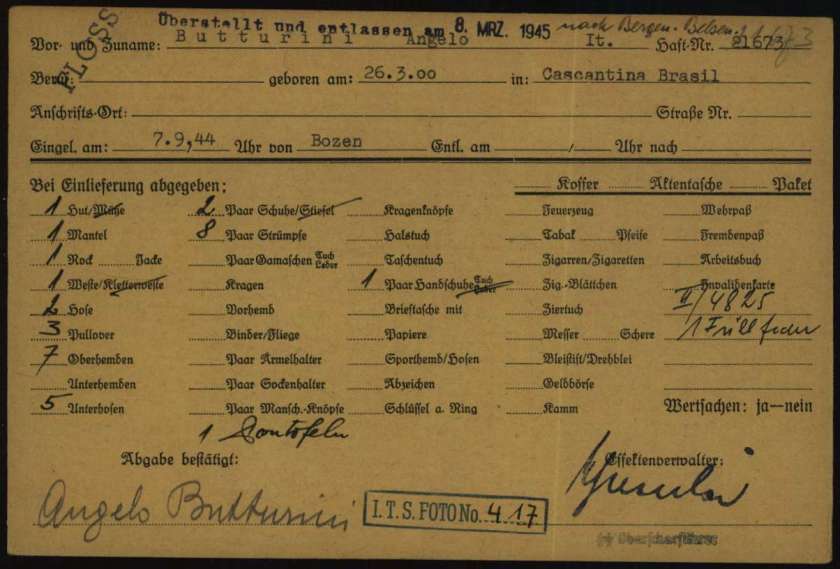 Überstellt und entlassen am 8. MRZ. 1945 nach Bergen-Belsen
FLOSS
Vor- und Zuname: Butturini Angelo It. Haft-Nr. 21673
Beruf: geboren am: 26.3.00 in: Cascantina Brasil
Anschrifts-Ort: Straße Nr.
Eingel. am: 7.9.44 Uhr von Bozen Entl. am / Uhr nach
Bei Einlieferung abgegeben: Koffer Aktentasche Paket
1 Hut/Mütze 2 Paar Schuhe/Stiefel Kragenknöpfe Feuerzeug Wehrpaß
1 Mantel 8 Paar Strümpfe Halstuch Tabak Pfeife Fremdenpaß
1 Rock Jacke Paar Gamaschen Tuch Leder Taschentuch Zigarren/Zigaretten Arbeitsbuch
1 Weste/Kletterweste Kragen 1 Paar Handschuhe Tuch Leder Zig.-Blättchen Invalidenkarte
2 Hose Vorhemd Brieftasche mit Ziertuch II/4825
3 Pullover Binder/Fliege Papiere Messer Schere 1 Füllfeder
7 Oberhemden Paar Ärmelhalter Sporthemd/Hosen Bleistift/Drehblei
Unterhemden Paar Sockenhalter Abzeichen Geldbörse
5 Unterhosen Paar Mansch.-Knöpfe Schlüssel a. Ring Kamm Wertsachen: ja—nein
1 Pantofeln
Abgabe bestätigt: Effektenverwalter:
Angelo Butturini I.T.S. FOTO No. 417
Oberscharführer